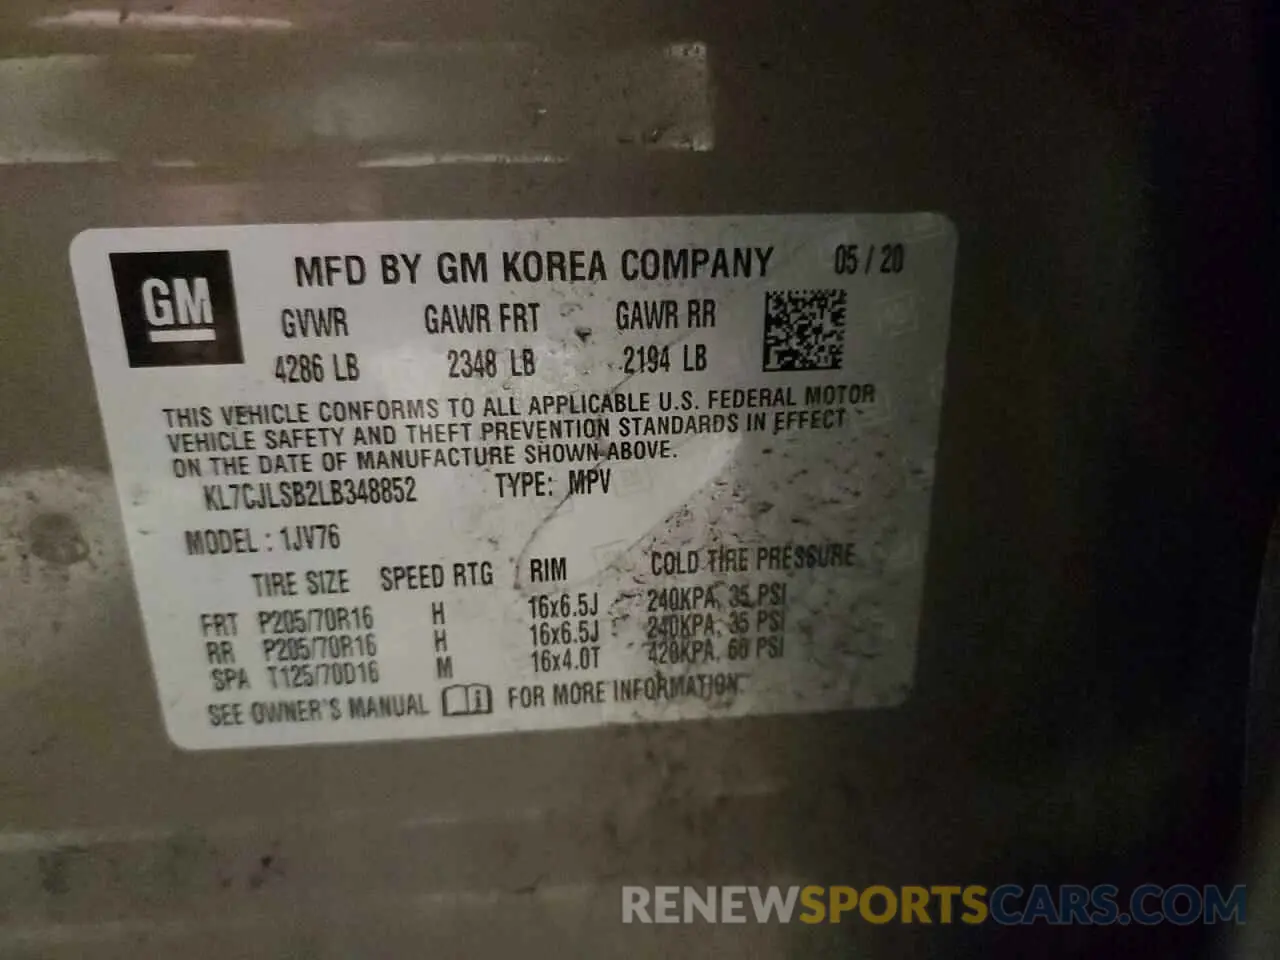 GM
MFD BY GM KOREA COMPANY 05 / 20
GVWR GAWR FRT GAWR RR
4286 LB 2348 LB 2194 LB
THIS VEHICLE CONFORMS TO ALL APPLICABLE U.S. FEDERAL MOTOR
VEHICLE SAFETY AND THEFT PREVENTION STANDARDS IN EFFECT
ON THE DATE OF MANUFACTURE SHOWN ABOVE.
KL7CJLSB2LB348852 TYPE: MPV
MODEL : 1JV76
TIRE SIZE SPEED RTG RIM COLD TIRE PRESSURE
FRT P205/70R16 H 16x6.5J 240KPA, 35 PSI
RR P205/70R16 H 16x6.5J 240KPA, 35 PSI
SPA T125/70D16 M 16x4.0T 420KPA, 60 PSI
SEE OWNER'S MANUAL FOR MORE INFORMATION.
RENEWSPORTSCARS.COM